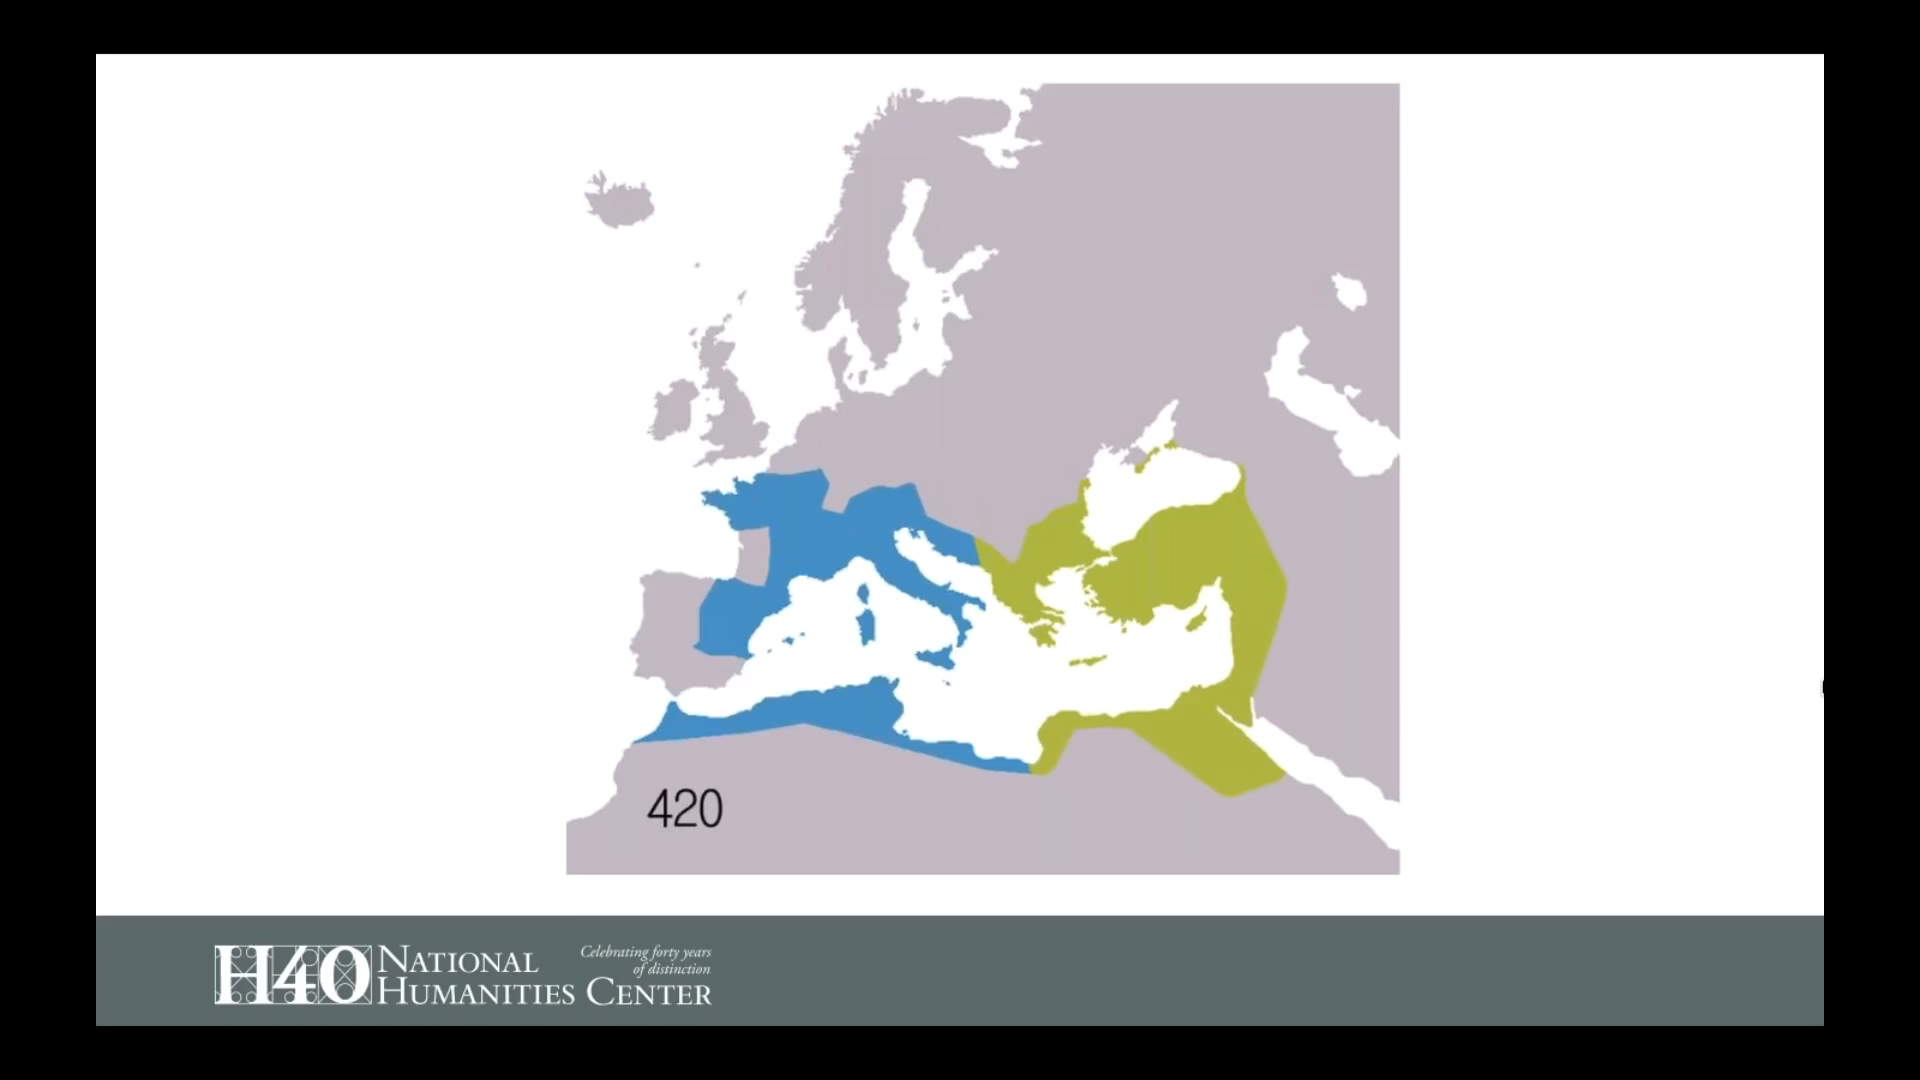 420
H40
NATIONAL
HUMANITIES CENTER
Celebrating forty years
of distinction